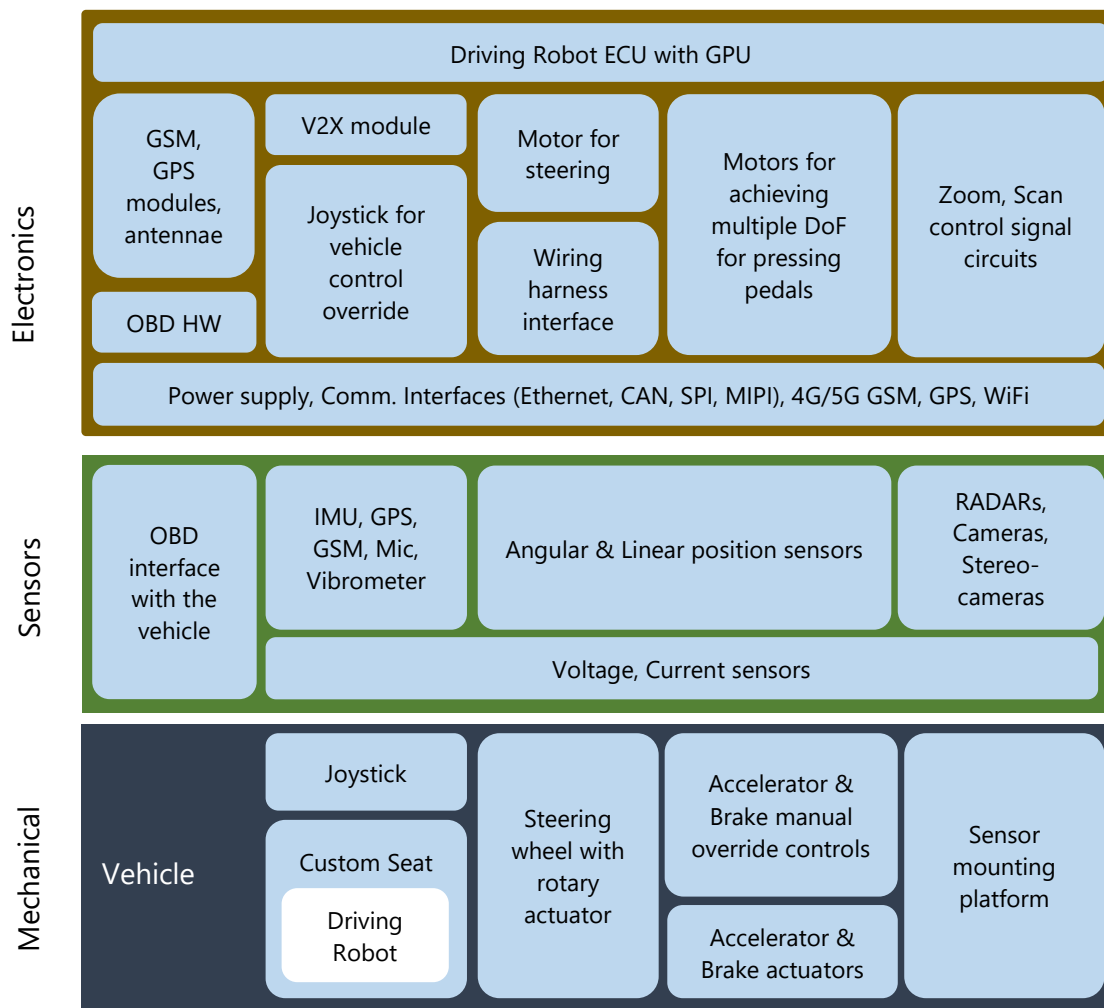 Electronics
Driving Robot ECU with GPU
GSM,
GPS
modules,
antennae
OBD HW
V2X module
Joystick for
vehicle
control
override
Motor for
steering
Wiring
harness
interface
Motors for
achieving
multiple DoF
for pressing
pedals
Zoom, Scan
control signal
circuits
Power supply, Comm. Interfaces (Ethernet, CAN, SPI, MIPI), 4G/5G GSM, GPS, WiFi
Sensors
OBD
interface
with the
vehicle
IMU, GPS,
GSM, Mic,
Vibrometer
Angular & Linear position sensors
RADARs,
Cameras,
Stereo-
cameras
Voltage, Current sensors
Mechanical
Vehicle
Joystick
Custom Seat
Driving
Robot
Steering
wheel with
rotary
actuator
Accelerator &
Brake manual
override controls
Accelerator &
Brake actuators
Sensor
mounting
platform